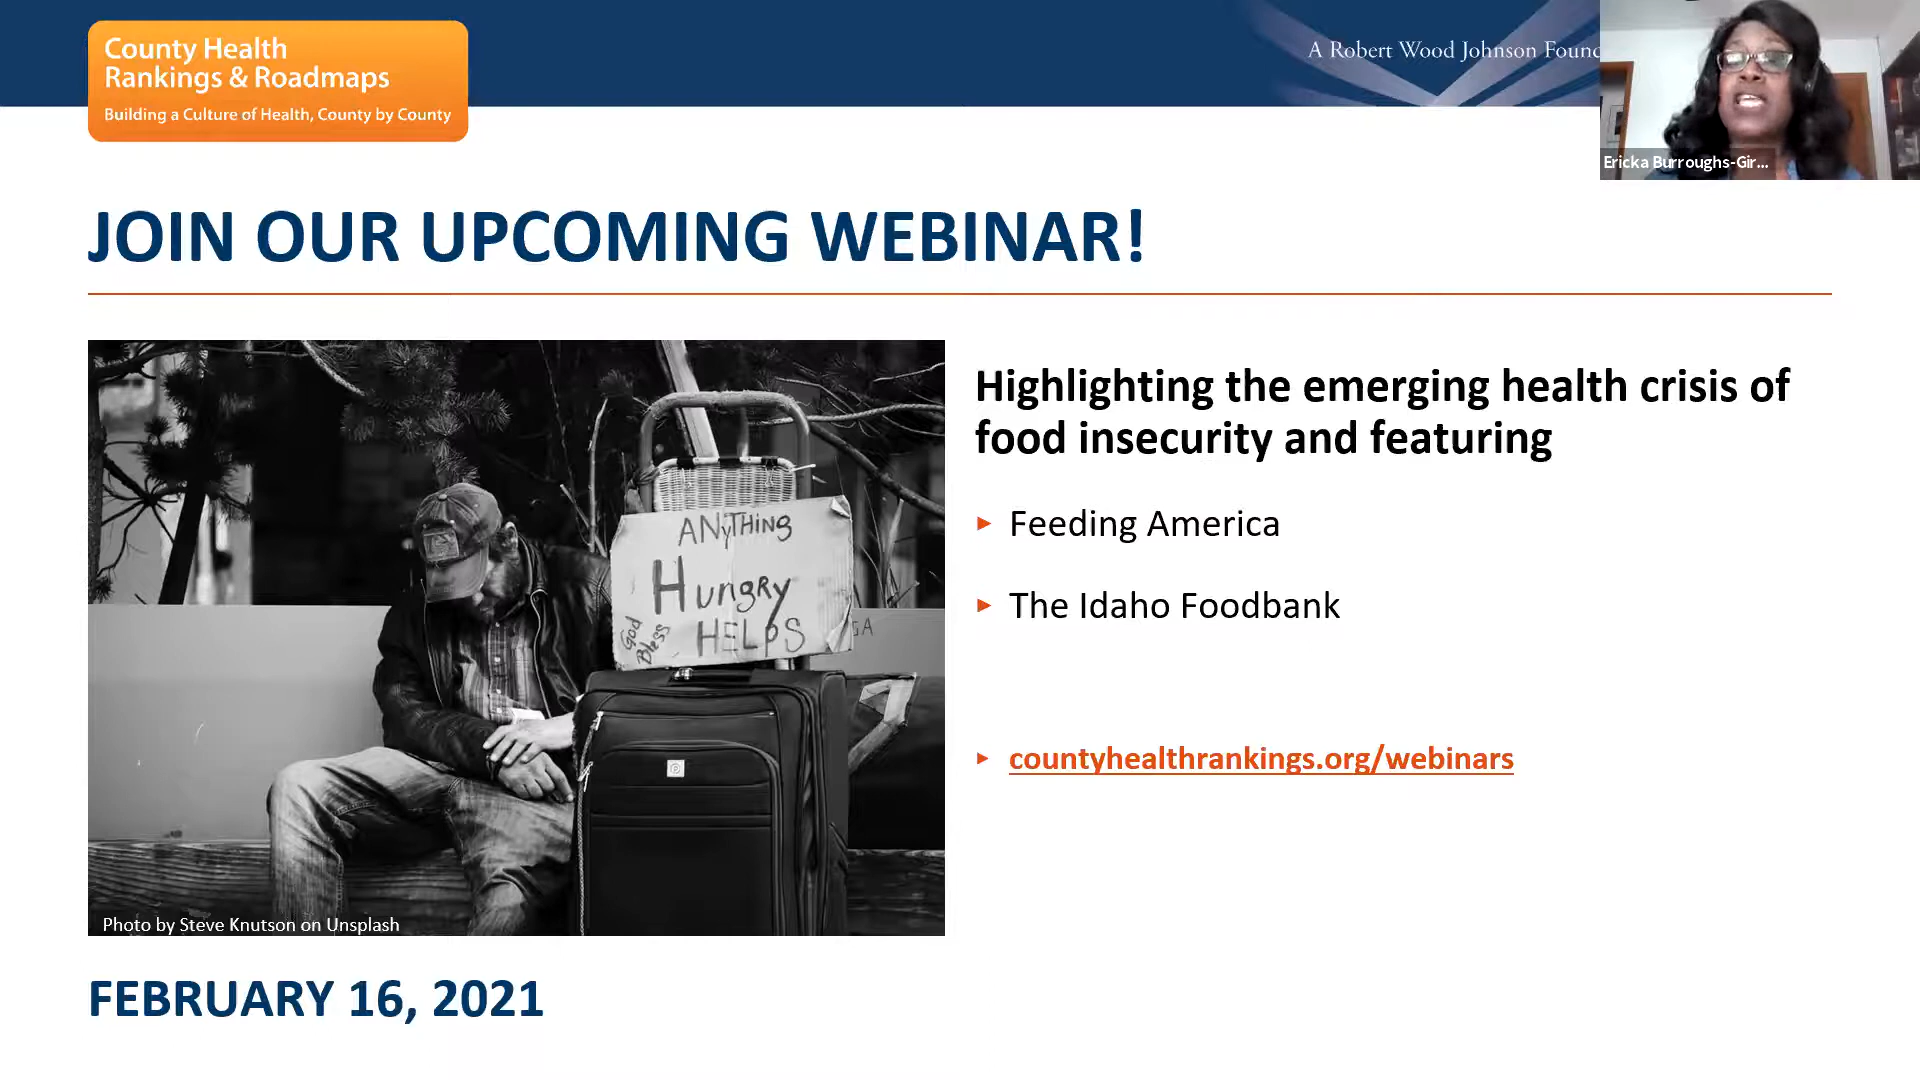 County Health
Rankings & Roadmaps
Building a Culture of Health, County by County
A Robert Wood Johnson Foun
Ericka Burroughs-Gir...
JOIN OUR UPCOMING WEBINAR!
Highlighting the emerging health crisis of
food insecurity and featuring
Feeding America
The Idaho Foodbank
countyhealthrankings.org/webinars
ANyTHiNG
HungRy
HELPS
God
Bless
GA
Photo by Steve Knutson on Unsplash
FEBRUARY 16, 2021